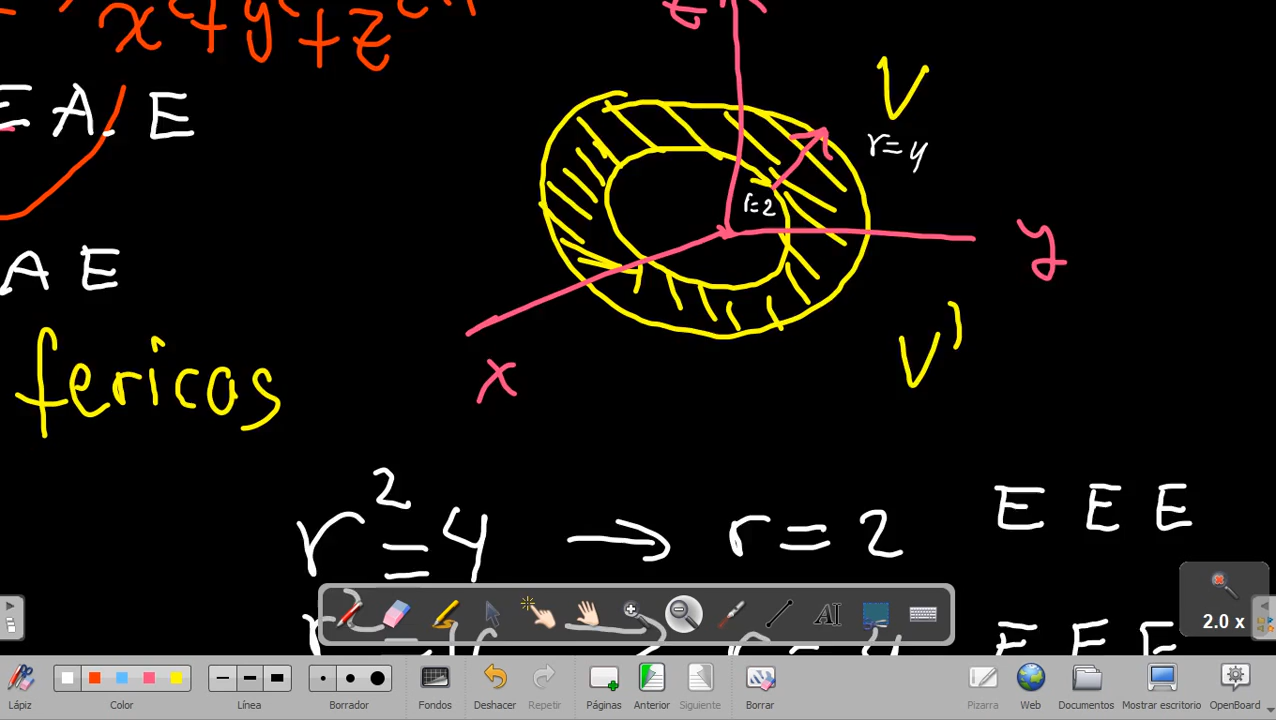 x²+y²+z²
z
E A. E
V
r=4
r=2
y
A E
V'
x
fericas
r²=4 → r=2 E E E
E E E
2.0 x
Lápiz
Color
Línea
Borrador
Fondos
Deshacer
Repetir
Páginas
Anterior
Siguiente
Borrar
Pizarra
Web
Documentos
Mostrar escritorio
OpenBoard